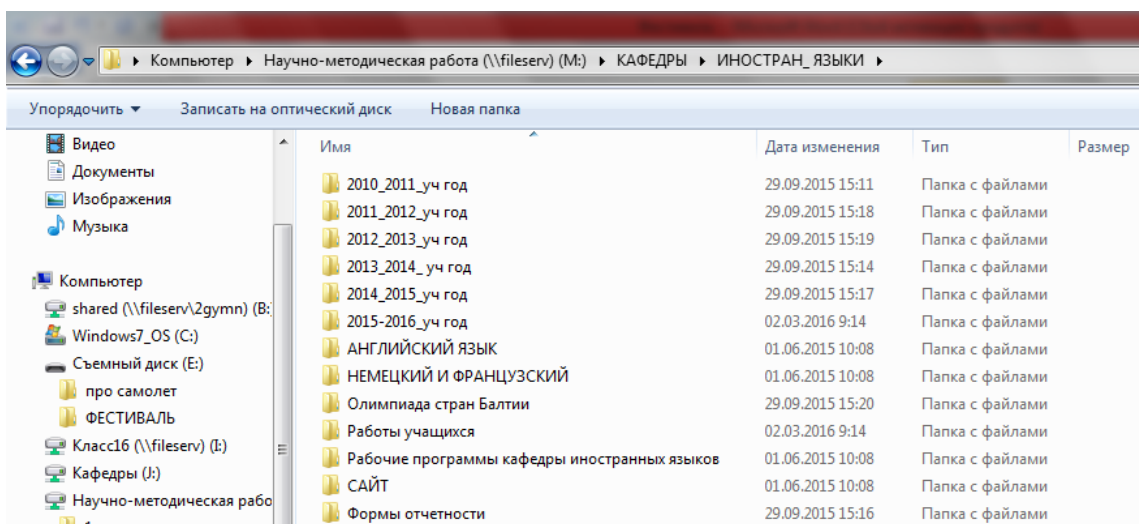 Компьютер ▸ Научно-методическая работа (\\fileserv) (M:) ▸ КАФЕДРЫ ▸ ИНОСТРАН_ЯЗЫКИ ▸
Упорядочить ▼ Записать на оптический диск Новая папка
Видео
Документы
Изображения
Музыка
Компьютер
shared (\\fileserv\2gymn) (B:
Windows7_OS (C:)
Съемный диск (E:)
про самолет
ФЕСТИВАЛЬ
Класс16 (\\fileserv) (I:)
Кафедры (J:)
Научно-методическая рабо
Имя Дата изменения Тип Размер
2010_2011_уч год 29.09.2015 15:11 Папка с файлами
2011_2012_уч год 29.09.2015 15:18 Папка с файлами
2012_2013_уч год 29.09.2015 15:19 Папка с файлами
2013_2014_ уч год 29.09.2015 15:14 Папка с файлами
2014_2015_уч год 29.09.2015 15:17 Папка с файлами
2015-2016_уч год 02.03.2016 9:14 Папка с файлами
АНГЛИЙСКИЙ ЯЗЫК 01.06.2015 10:08 Папка с файлами
НЕМЕЦКИЙ И ФРАНЦУЗСКИЙ 01.06.2015 10:08 Папка с файлами
Олимпиада стран Балтии 29.09.2015 15:20 Папка с файлами
Работы учащихся 02.03.2016 9:14 Папка с файлами
Рабочие программы кафедры иностранных языков 01.06.2015 10:08 Папка с файлами
САЙТ 01.06.2015 10:08 Папка с файлами
Формы отчетности 29.09.2015 15:16 Папка с файлами